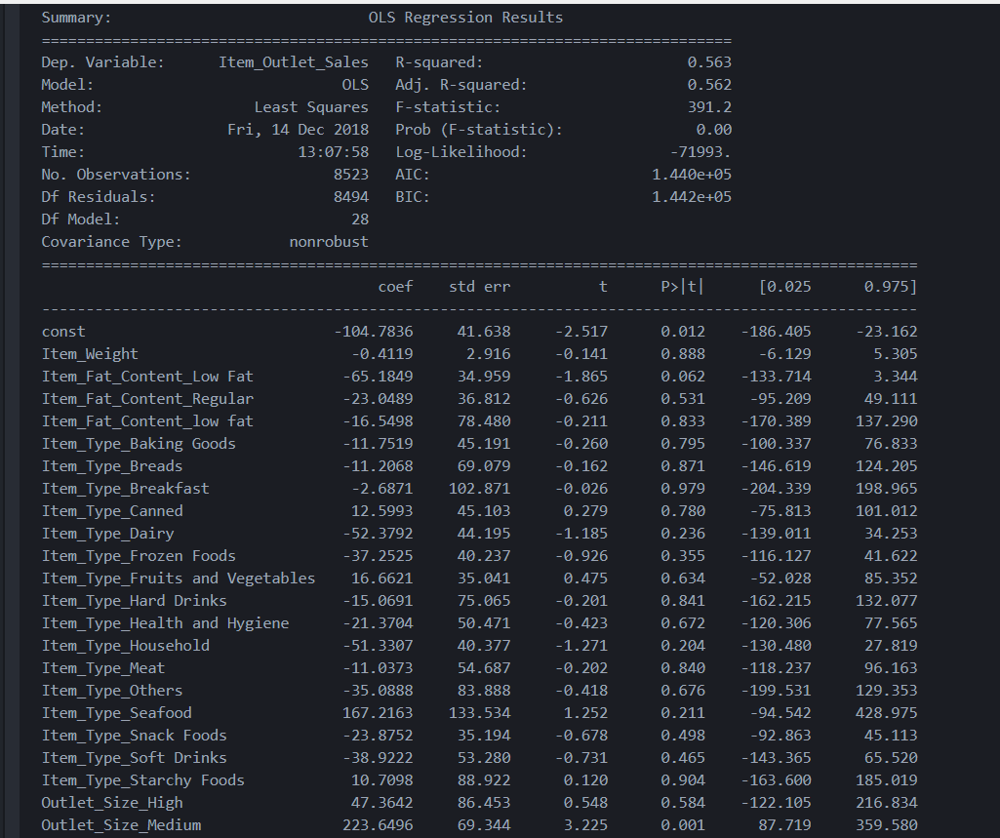 Summary: OLS Regression Results
==============================================================================
Dep. Variable: Item_Outlet_Sales R-squared: 0.563
Model: OLS Adj. R-squared: 0.562
Method: Least Squares F-statistic: 391.2
Date: Fri, 14 Dec 2018 Prob (F-statistic): 0.00
Time: 13:07:58 Log-Likelihood: -71993.
No. Observations: 8523 AIC: 1.440e+05
Df Residuals: 8494 BIC: 1.442e+05
Df Model: 28
Covariance Type: nonrobust
===================================================================================================
coef std err t P>|t| [0.025 0.975]
---------------------------------------------------------------------------------------------------
const -104.7836 41.638 -2.517 0.012 -186.405 -23.162
Item_Weight -0.4119 2.916 -0.141 0.888 -6.129 5.305
Item_Fat_Content_Low Fat -65.1849 34.959 -1.865 0.062 -133.714 3.344
Item_Fat_Content_Regular -23.0489 36.812 -0.626 0.531 -95.209 49.111
Item_Fat_Content_low fat -16.5498 78.480 -0.211 0.833 -170.389 137.290
Item_Type_Baking Goods -11.7519 45.191 -0.260 0.795 -100.337 76.833
Item_Type_Breads -11.2068 69.079 -0.162 0.871 -146.619 124.205
Item_Type_Breakfast -2.6871 102.871 -0.026 0.979 -204.339 198.965
Item_Type_Canned 12.5993 45.103 0.279 0.780 -75.813 101.012
Item_Type_Dairy -52.3792 44.195 -1.185 0.236 -139.011 34.253
Item_Type_Frozen Foods -37.2525 40.237 -0.926 0.355 -116.127 41.622
Item_Type_Fruits and Vegetables 16.6621 35.041 0.475 0.634 -52.028 85.352
Item_Type_Hard Drinks -15.0691 75.065 -0.201 0.841 -162.215 132.077
Item_Type_Health and Hygiene -21.3704 50.471 -0.423 0.672 -120.306 77.565
Item_Type_Household -51.3307 40.377 -1.271 0.204 -130.480 27.819
Item_Type_Meat -11.0373 54.687 -0.202 0.840 -118.237 96.163
Item_Type_Others -35.0888 83.888 -0.418 0.676 -199.531 129.353
Item_Type_Seafood 167.2163 133.534 1.252 0.211 -94.542 428.975
Item_Type_Snack Foods -23.8752 35.194 -0.678 0.498 -92.863 45.113
Item_Type_Soft Drinks -38.9222 53.280 -0.731 0.465 -143.365 65.520
Item_Type_Starchy Foods 10.7098 88.922 0.120 0.904 -163.600 185.019
Outlet_Size_High 47.3642 86.453 0.548 0.584 -122.105 216.834
Outlet_Size_Medium 223.6496 69.344 3.225 0.001 87.719 359.580